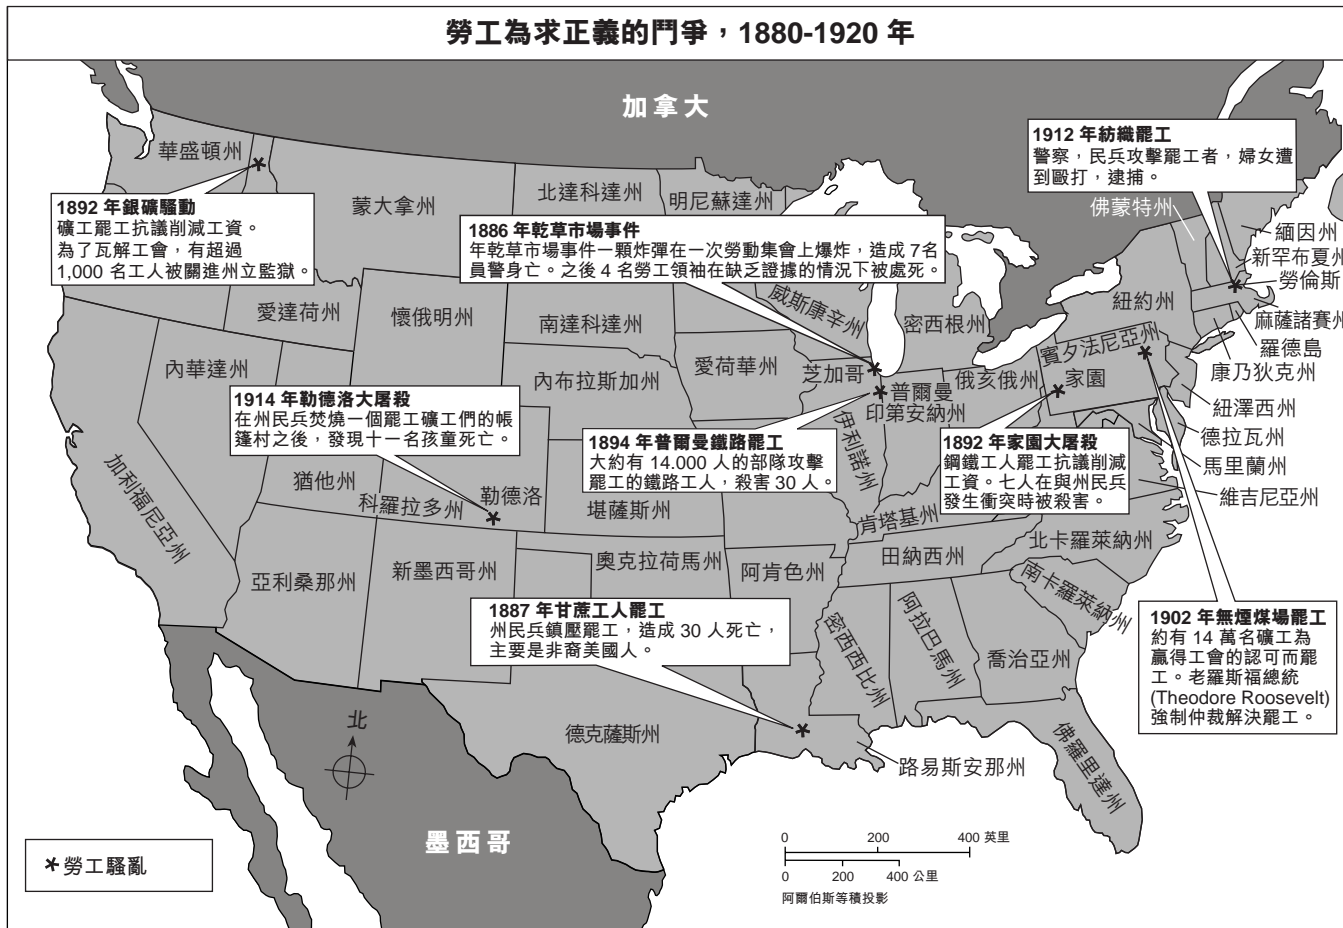 勞工為求正義的鬥爭，1880-1920 年
加拿大
1912 年紡織罷工
警察，民兵攻擊罷工者，婦女遭
到毆打，逮捕。
華盛頓州
蒙大拿州
北達科達州
明尼蘇達州
佛蒙特州
緬因州
新罕布夏州
勞倫斯
麻薩諸賽州
羅德島
康乃狄克州
紐約州
1892 年銀礦騷動
礦工罷工抗議削減工資。
為了瓦解工會，有超過
1,000 名工人被關進州立監獄。
1886 年乾草市場事件
年乾草市場事件一顆炸彈在一次勞動集會上爆炸，造成 7名
員警身亡。之後 4 名勞工領袖在缺乏證據的情況下被處死。
愛達荷州
懷俄明州
南達科達州
威斯康辛州
密西根州
賓夕法尼亞州
內華達州
內布拉斯加州
愛荷華州
芝加哥
普爾曼
印第安納州
俄亥俄州
家園
紐澤西州
德拉瓦州
馬里蘭州
維吉尼亞州
1914 年勒德洛大屠殺
在州民兵焚燒一個罷工礦工們的帳
篷村之後，發現十一名孩童死亡。
1894 年普爾曼鐵路罷工
大約有 14.000 人的部隊攻擊
罷工的鐵路工人，殺害 30 人。
伊利諾州
1892 年家園大屠殺
鋼鐵工人罷工抗議削減
工資。七人在與州民兵
發生衝突時被殺害。
加利福尼亞州
猶他州
科羅拉多州
勒德洛
堪薩斯州
肯塔基州
亞利桑那州
新墨西哥州
奧克拉荷馬州
阿肯色州
田納西州
北卡羅萊納州
南卡羅萊納州
1887 年甘蔗工人罷工
州民兵鎮壓罷工，造成 30 人死亡，
主要是非裔美國人。
密西西比州
阿拉巴馬州
喬治亞州
1902 年無煙煤場罷工
約有 14 萬名礦工為
贏得工會的認可而罷
工。老羅斯福總統
(Theodore Roosevelt)
強制仲裁解決罷工。
北
德克薩斯州
路易斯安那州
佛羅里達州
墨西哥
勞工騷亂
0 200 400 英里
0 200 400 公里
阿爾伯斯等積投影